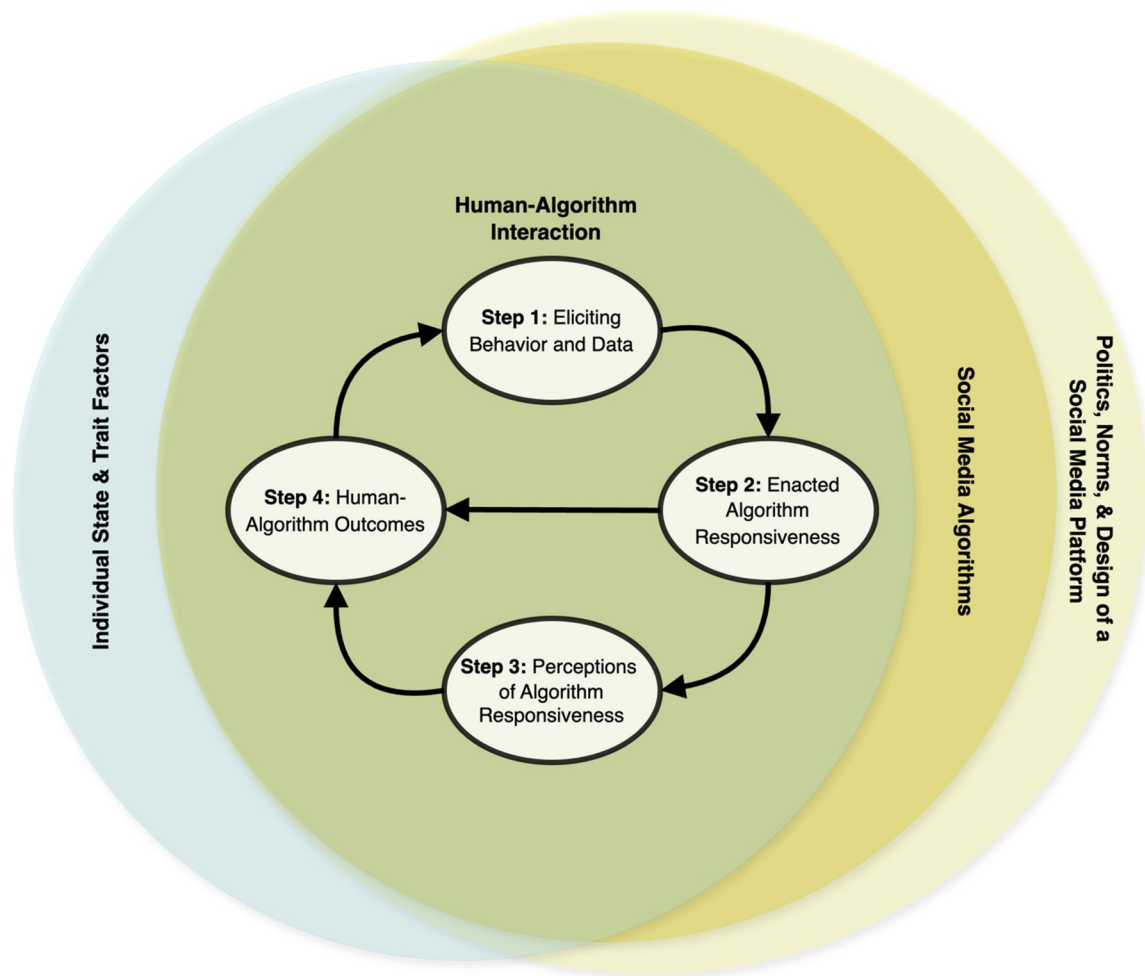 Human-Algorithm
Interaction
Step 1: Eliciting
Behavior and Data
Step 2: Enacted
Algorithm
Responsiveness
Step 3: Perceptions
of Algorithm
Responsiveness
Step 4: Human-
Algorithm Outcomes
Individual State & Trait Factors
Social Media Algorithms
Politics, Norms, & Design of a
Social Media Platform